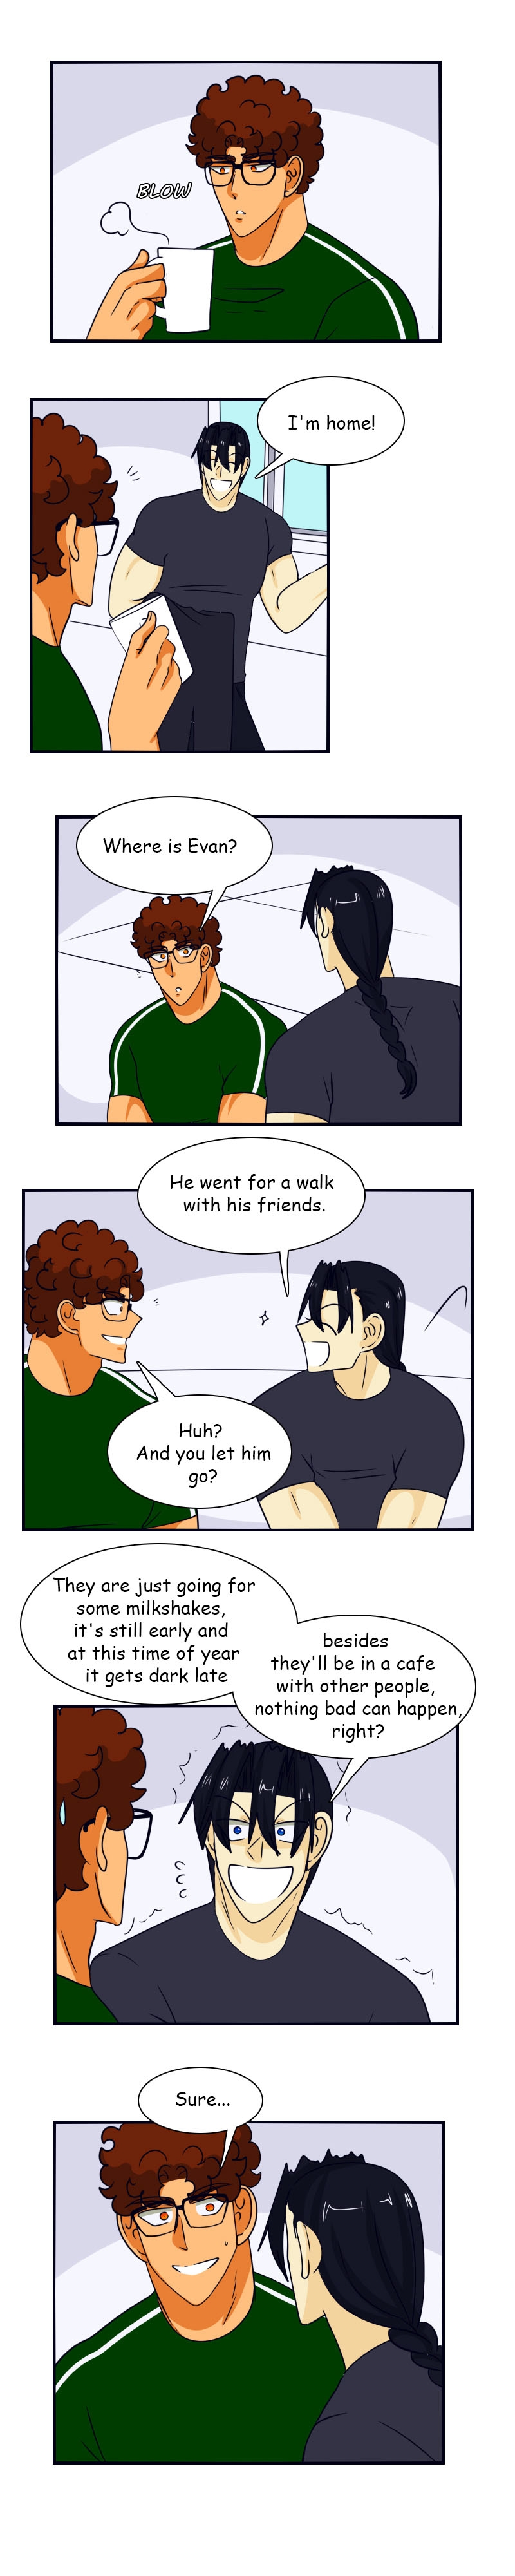 BLOW
I'm home!
Where is Evan?
He went for a walk
with his friends.
Huh?
And you let him
go?
They are just going for
some milkshakes,
it's still early and
at this time of year
it gets dark late
besides
they'll be in a cafe
with other people,
nothing bad can happen,
right?
Sure...